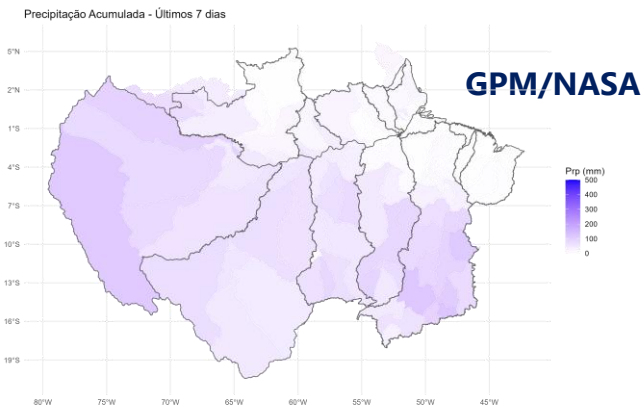 Precipitação Acumulada - Últimos 7 dias
GPM/NASA
5°N
2°N
1°S
4°S
7°S
10°S
13°S
16°S
19°S
80°W 75°W 70°W 65°W 60°W 55°W 50°W 45°W
Prp (mm)
500
400
300
200
100
0